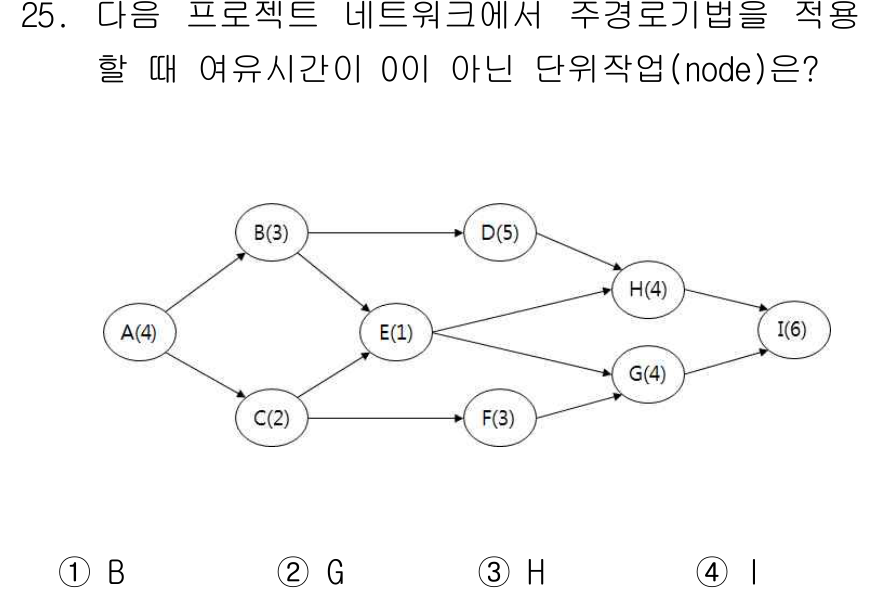 25. 다음 프로젝트 네트워크에서 주경로기법을 적용
할 때 여유시간이 0이 아닌 단위작업(node)은?
B(3)
D(5)
H(4)
A(4)
E(1)
I(6)
G(4)
C(2)
F(3)
① B ② G ③ H ④ I